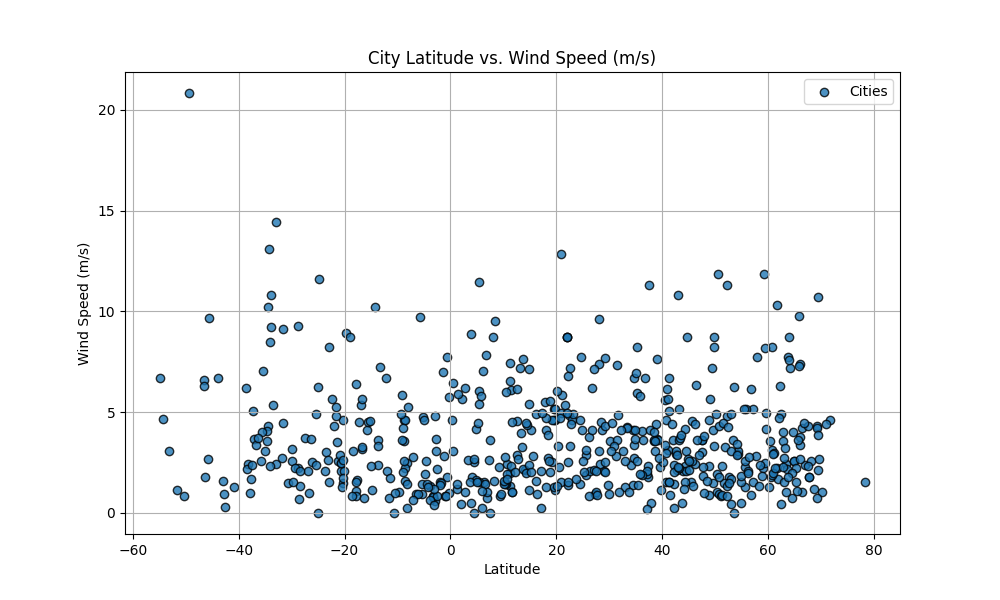 City Latitude vs. Wind Speed (m/s)
Cities
Wind Speed (m/s)
20
15
10
5
0
−60 −40 −20 0 20 40 60 80
Latitude